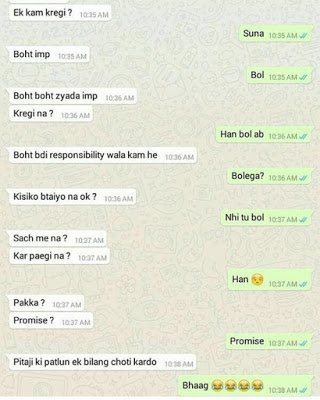 Ek kam kregi ? 10:35 AM
Suna 10:35 AM
Boht imp 10:35 AM
Bol 10:35 AM
Boht boht zyada imp 10:36 AM
Kregi na ? 10:36 AM
Han bol ab 10:36 AM
Boht bdi responsibility wala kam he 10:36 AM
Bolega? 10:36 AM
Kisiko btaiyo na ok ? 10:36 AM
Nhi tu bol 10:37 AM
Sach me na ? 10:37 AM
Kar paegi na ? 10:37 AM
Han 😒 10:37 AM
Pakka ? 10:37 AM
Promise ? 10:37 AM
Promise 10:37 AM
Pitaji ki patlun ek bilang choti kardo 10:38 AM
Bhaag 😂😂😂😂 10:38 AM